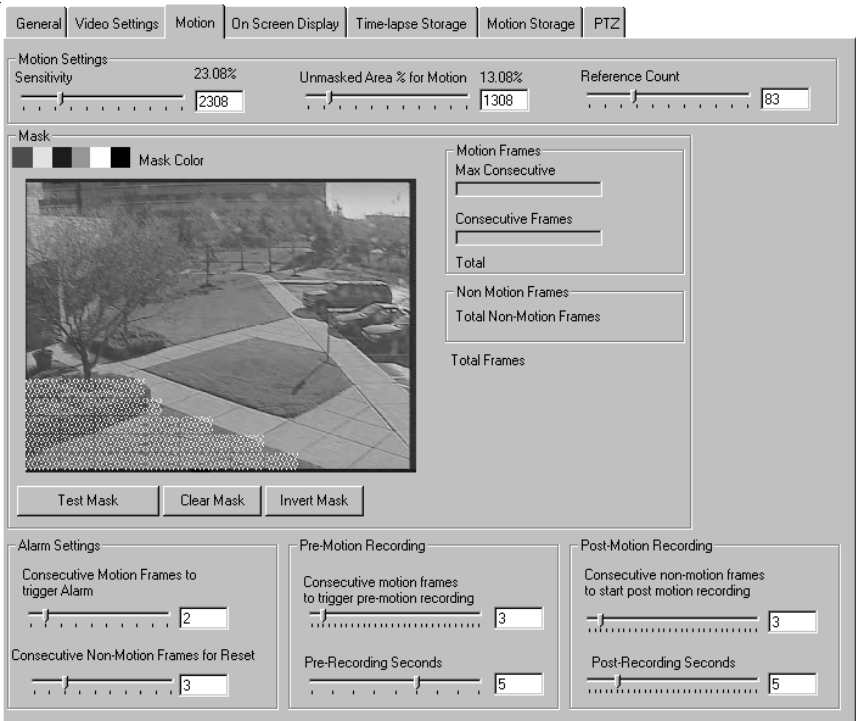 General
Video Settings
Motion
On Screen Display
Time-lapse Storage
Motion Storage
PTZ
Motion Settings
Sensitivity
23.08%
2308
Unmasked Area % for Motion
13.08%
1308
Reference Count
83
Mask
Mask Color
Motion Frames
Max Consecutive
Consecutive Frames
Total
Non Motion Frames
Total Non-Motion Frames
Total Frames
Test Mask
Clear Mask
Invert Mask
Alarm Settings
Consecutive Motion Frames to
trigger Alarm
2
Consecutive Non-Motion Frames for Reset
3
Pre-Motion Recording
Consecutive motion frames
to trigger pre-motion recording
3
Pre-Recording Seconds
5
Post-Motion Recording
Consecutive non-motion frames
to start post motion recording
3
Post-Recording Seconds
5